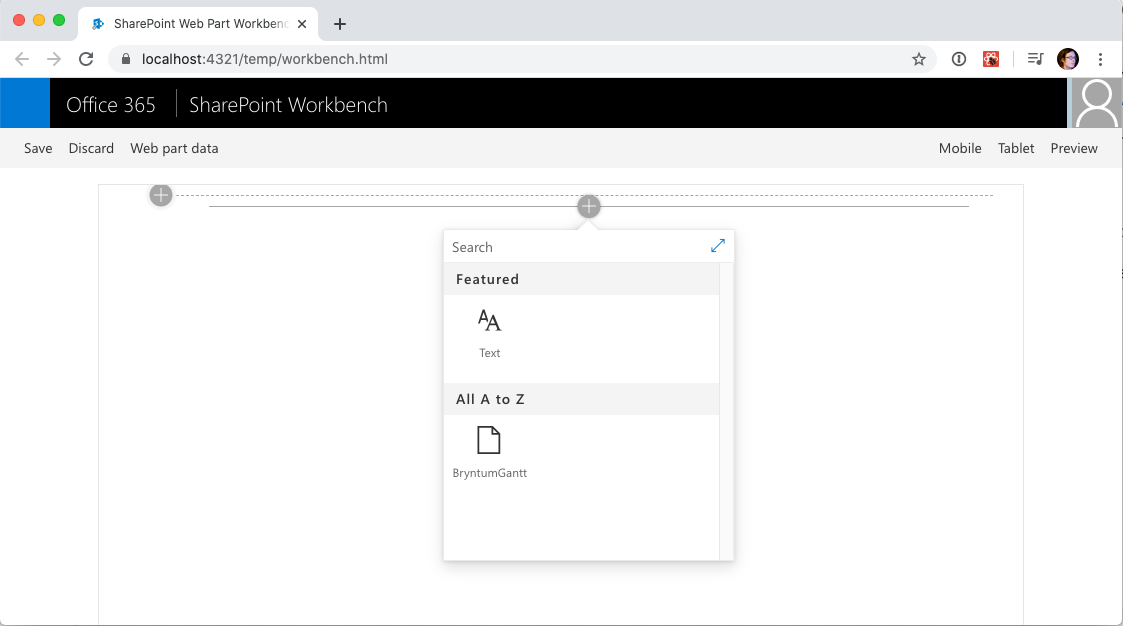 SharePoint Web Part Workbenc
localhost:4321/temp/workbench.html
Office 365 SharePoint Workbench
Save Discard Web part data Mobile Tablet Preview
Search
Featured
AA
Text
All A to Z
BryntumGantt